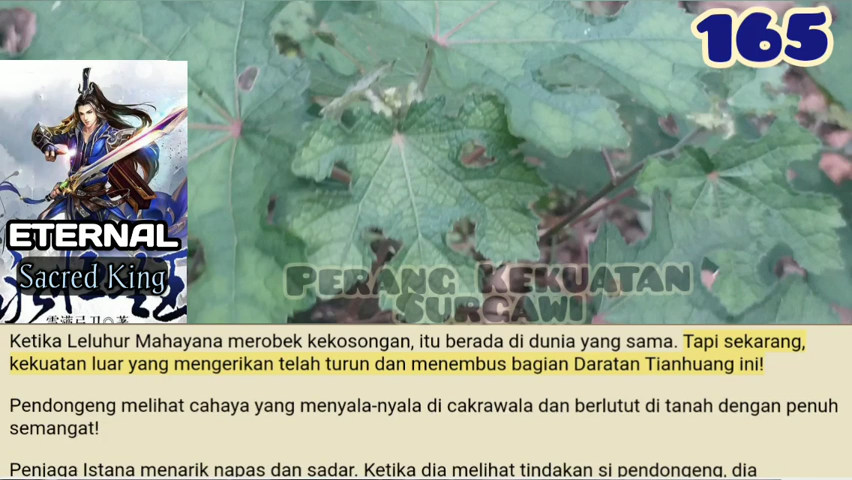 165
ETERNAL
Sacred King
PERANG KEKUATAN
SURGAWI
Ketika Leluhur Mahayana merobek kekosongan, itu berada di dunia yang sama. Tapi sekarang,
kekuatan luar yang mengerikan telah turun dan menembus bagian Daratan Tianhuang ini!
Pendongeng melihat cahaya yang menyala-nyala di cakrawala dan berlutut di tanah dengan penuh
semangat!
Penjaga Istana menarik napas dan sadar. Ketika dia melihat tindakan si pendongeng, dia